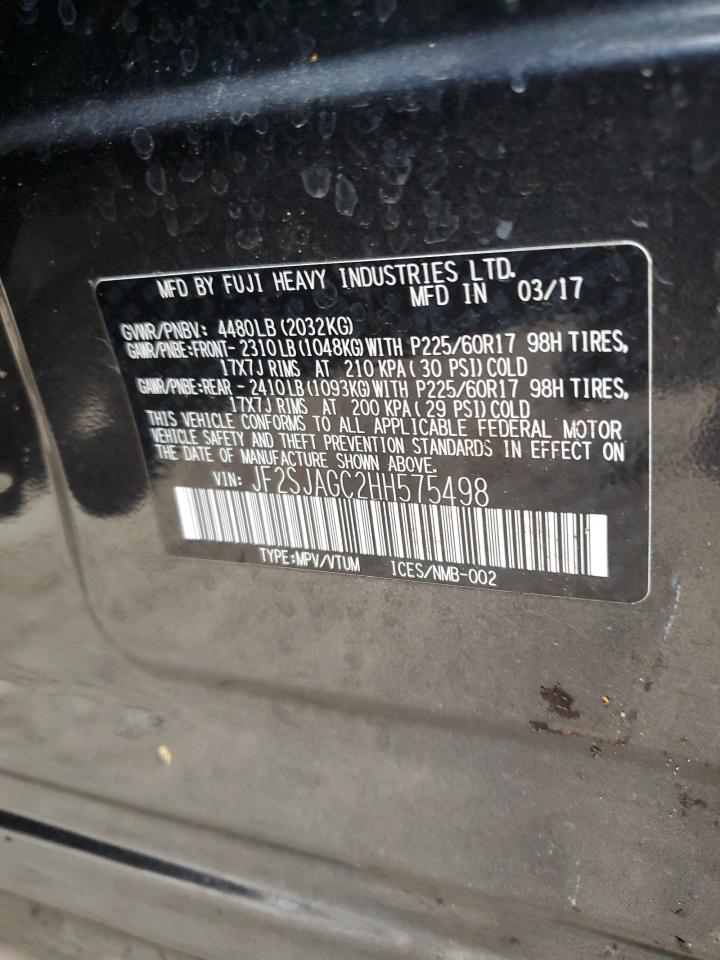 MFD BY FUJI HEAVY INDUSTRIES LTD.
MFD IN 03/17
GVWR/PNBV: 4480LB (2032KG)
GAWR/PNBE:FRONT- 2310LB (1048KG) WITH P225/60R17 98H TIRES,
17X7J RIMS AT 210 KPA ( 30 PSI) COLD
GAWR/PNBE-REAR - 2410LB (1093KG) WITH P225/60R17 98H TIRES,
17X7J RIMS AT 200 KPA ( 29 PSI) COLD
THIS VEHICLE CONFORMS TO ALL APPLICABLE FEDERAL MOTOR
VEHICLE SAFETY AND THEFT PREVENTION STANDARDS IN EFFECT ON
THE DATE OF MANUFACTURE SHOWN ABOVE.
VIN: JF2SJAGC2HH575498
TYPE:MPV/VTUM ICES/NMB-002